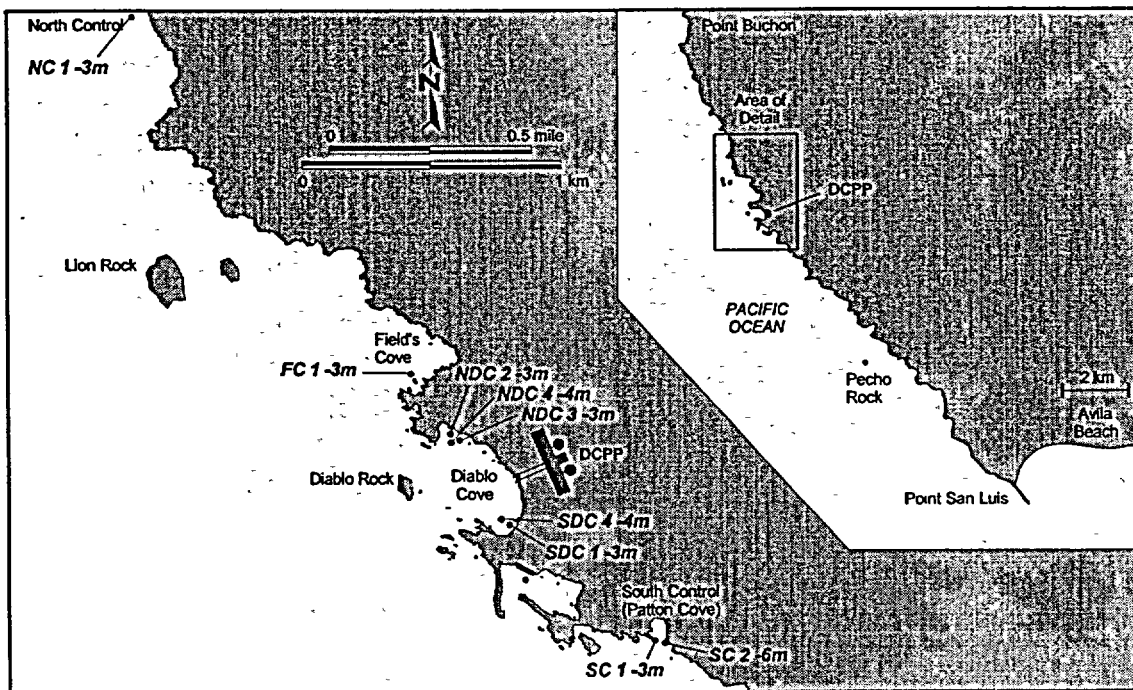 North Control
NC 1 -3m
N
0
0.5 mile
0
1 km
Lion Rock
Field's
Cove
FC 1 -3m
NDC 2 -3m
NDC 4 -4m
NDC 3 -3m
DCPP
Diablo Rock
Diablo
Cove
SDC 4 -4m
SDC 1 -3m
South Control
(Patton Cove)
SC 2 -6m
SC 1 -3m
Point Buchon
Area of
Detail
DCPP
PACIFIC
OCEAN
Pecho
Rock
2 km
Avila
Beach
Point San Luis